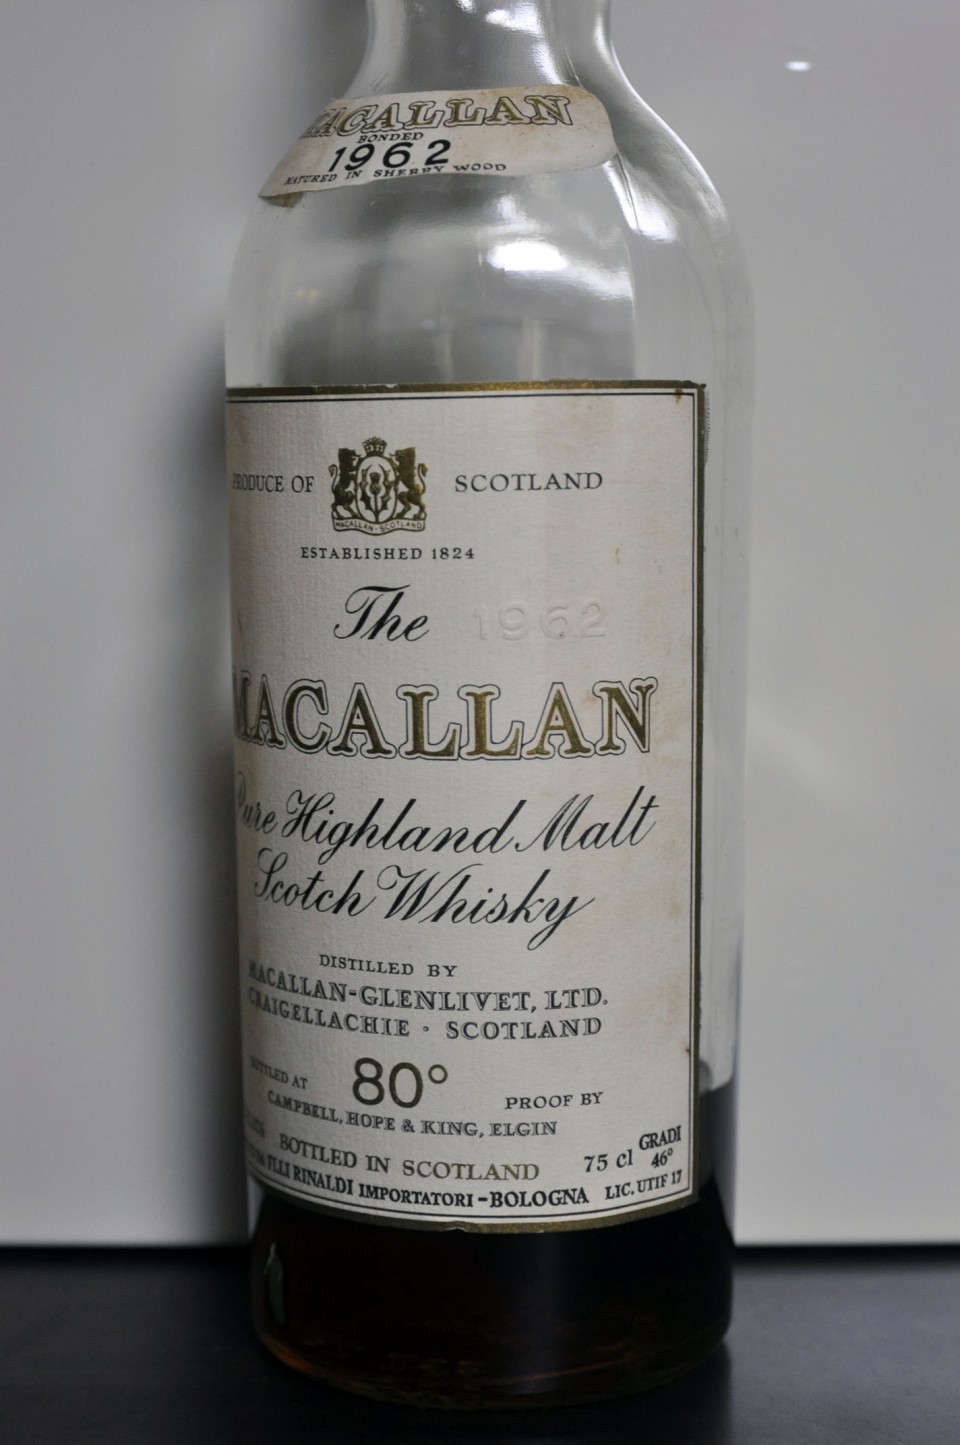 MACALLAN
BONDED
1962
MATURED IN SHERRY WOOD
PRODUCE OF SCOTLAND
MACALLAN-SCOTLAND
ESTABLISHED 1824
The 1962
MACALLAN
Pure Highland Malt
Scotch Whisky
DISTILLED BY
MACALLAN-GLENLIVET, LTD.
CRAIGELLACHIE · SCOTLAND
BOTTLED AT 80° PROOF BY
CAMPBELL, HOPE & KING, ELGIN
BOTTLED IN SCOTLAND 75 cl GRADI 46°
FLLI RINALDI IMPORTATORI-BOLOGNA LIC. UTIF 17